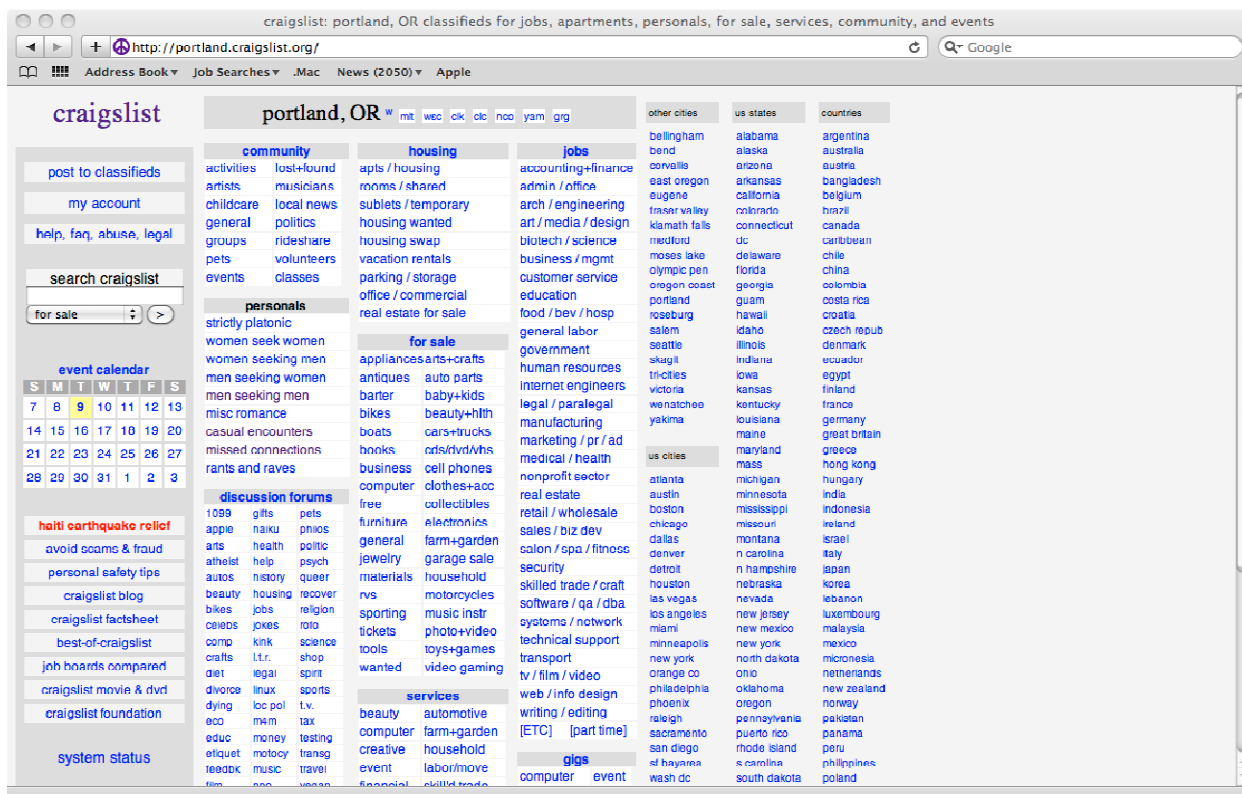 craigslist: portland, OR classifieds for jobs, apartments, personals, for sale, services, community, and events
http://portland.craigslist.org/
Google
Address Book Job Searches .Mac News (2050) Apple
craigslist
post to classifieds
my account
help, faq, abuse, legal
search craigslist
for sale
>
event calendar
S M T W T F S
7 8 9 10 11 12 13
14 15 16 17 18 19 20
21 22 23 24 25 26 27
28 29 30 31 1 2 3
haiti earthquake relief
avoid scams & fraud
personal safety tips
craigslist blog
craigslist factsheet
best-of-craigslist
job boards compared
craigslist movie & dvd
craigslist foundation
system status
portland, OR w mlt wsc clk clc nco yam grg
community
activities lost+found
artists musicians
childcare local news
general politics
groups rideshare
pets volunteers
events classes
personals
strictly platonic
women seek women
women seeking men
men seeking women
men seeking men
misc romance
casual encounters
missed connections
rants and raves
discussion forums
1099 gifts pets
apple haiku philos
arts health politic
atheist help psych
autos history queer
beauty housing recover
bikes jobs religion
celebs jokes rofo
comp kink science
crafts l.t.r. shop
diet legal spirit
divorce linux sports
dying loc pol t.v.
eco m4m tax
educ money testing
etiquet motocy transg
feedbk music travel
film npo vegan
housing
apts / housing
rooms / shared
sublets / temporary
housing wanted
housing swap
vacation rentals
parking / storage
office / commercial
real estate for sale
for sale
appliances arts+crafts
antiques auto parts
barter baby+kids
bikes beauty+hlth
boats cars+trucks
books cds/dvd/vhs
business cell phones
computer clothes+acc
free collectibles
furniture electronics
general farm+garden
jewelry garage sale
materials household
rvs motorcycles
sporting music instr
tickets photo+video
tools toys+games
wanted video gaming
services
beauty automotive
computer farm+garden
creative household
event labor/move
financial skill'd trade
jobs
accounting+finance
admin / office
arch / engineering
art / media / design
biotech / science
business / mgmt
customer service
education
food / bev / hosp
general labor
government
human resources
internet engineers
legal / paralegal
manufacturing
marketing / pr / ad
medical / health
nonprofit sector
real estate
retail / wholesale
sales / biz dev
salon / spa / fitness
security
skilled trade / craft
software / qa / dba
systems / network
technical support
transport
tv / film / video
web / info design
writing / editing
[ETC] [part time]
gigs
computer event
other cities
bellingham
bend
corvallis
east oregon
eugene
fraser valley
klamath falls
medford
moses lake
olympic pen
oregon coast
portland
roseburg
salem
seattle
skagit
tri-cities
victoria
wenatchee
yakima
us cities
atlanta
austin
boston
chicago
dallas
denver
detroit
houston
las vegas
los angeles
miami
minneapolis
new york
orange co
philadelphia
phoenix
raleigh
sacramento
san diego
sf bayarea
wash dc
us states
alabama
alaska
arizona
arkansas
california
colorado
connecticut
dc
delaware
florida
georgia
guam
hawaii
idaho
illinois
indiana
iowa
kansas
kentucky
louisiana
maine
maryland
mass
michigan
minnesota
mississippi
missouri
montana
n carolina
n hampshire
nebraska
nevada
new jersey
new mexico
new york
north dakota
ohio
oklahoma
oregon
pennsylvania
puerto rico
rhode island
s carolina
south dakota
countries
argentina
australia
austria
bangladesh
belgium
brazil
canada
caribbean
chile
china
colombia
costa rica
croatia
czech repub
denmark
ecuador
egypt
finland
france
germany
great britain
greece
hong kong
hungary
india
indonesia
ireland
israel
italy
japan
korea
lebanon
luxembourg
malaysia
mexico
micronesia
netherlands
new zealand
norway
pakistan
panama
peru
philippines
poland